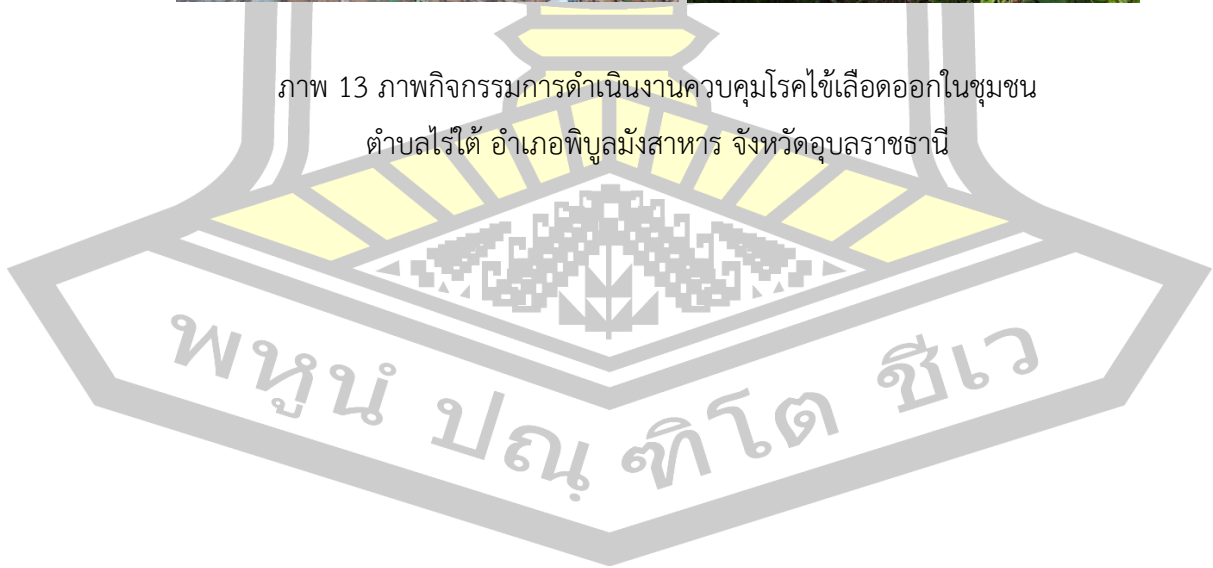 ภาพ 13 ภาพกิจกรรมการดำเนินงานควบคุมโรคไข้เลือดออกในชุมชน
ตำบลไร่ใต้ อำเภอพิบูลมังสาหาร จังหวัดอุบลราชธานี
พหูนํ ปณฺฑิโต ชีเว